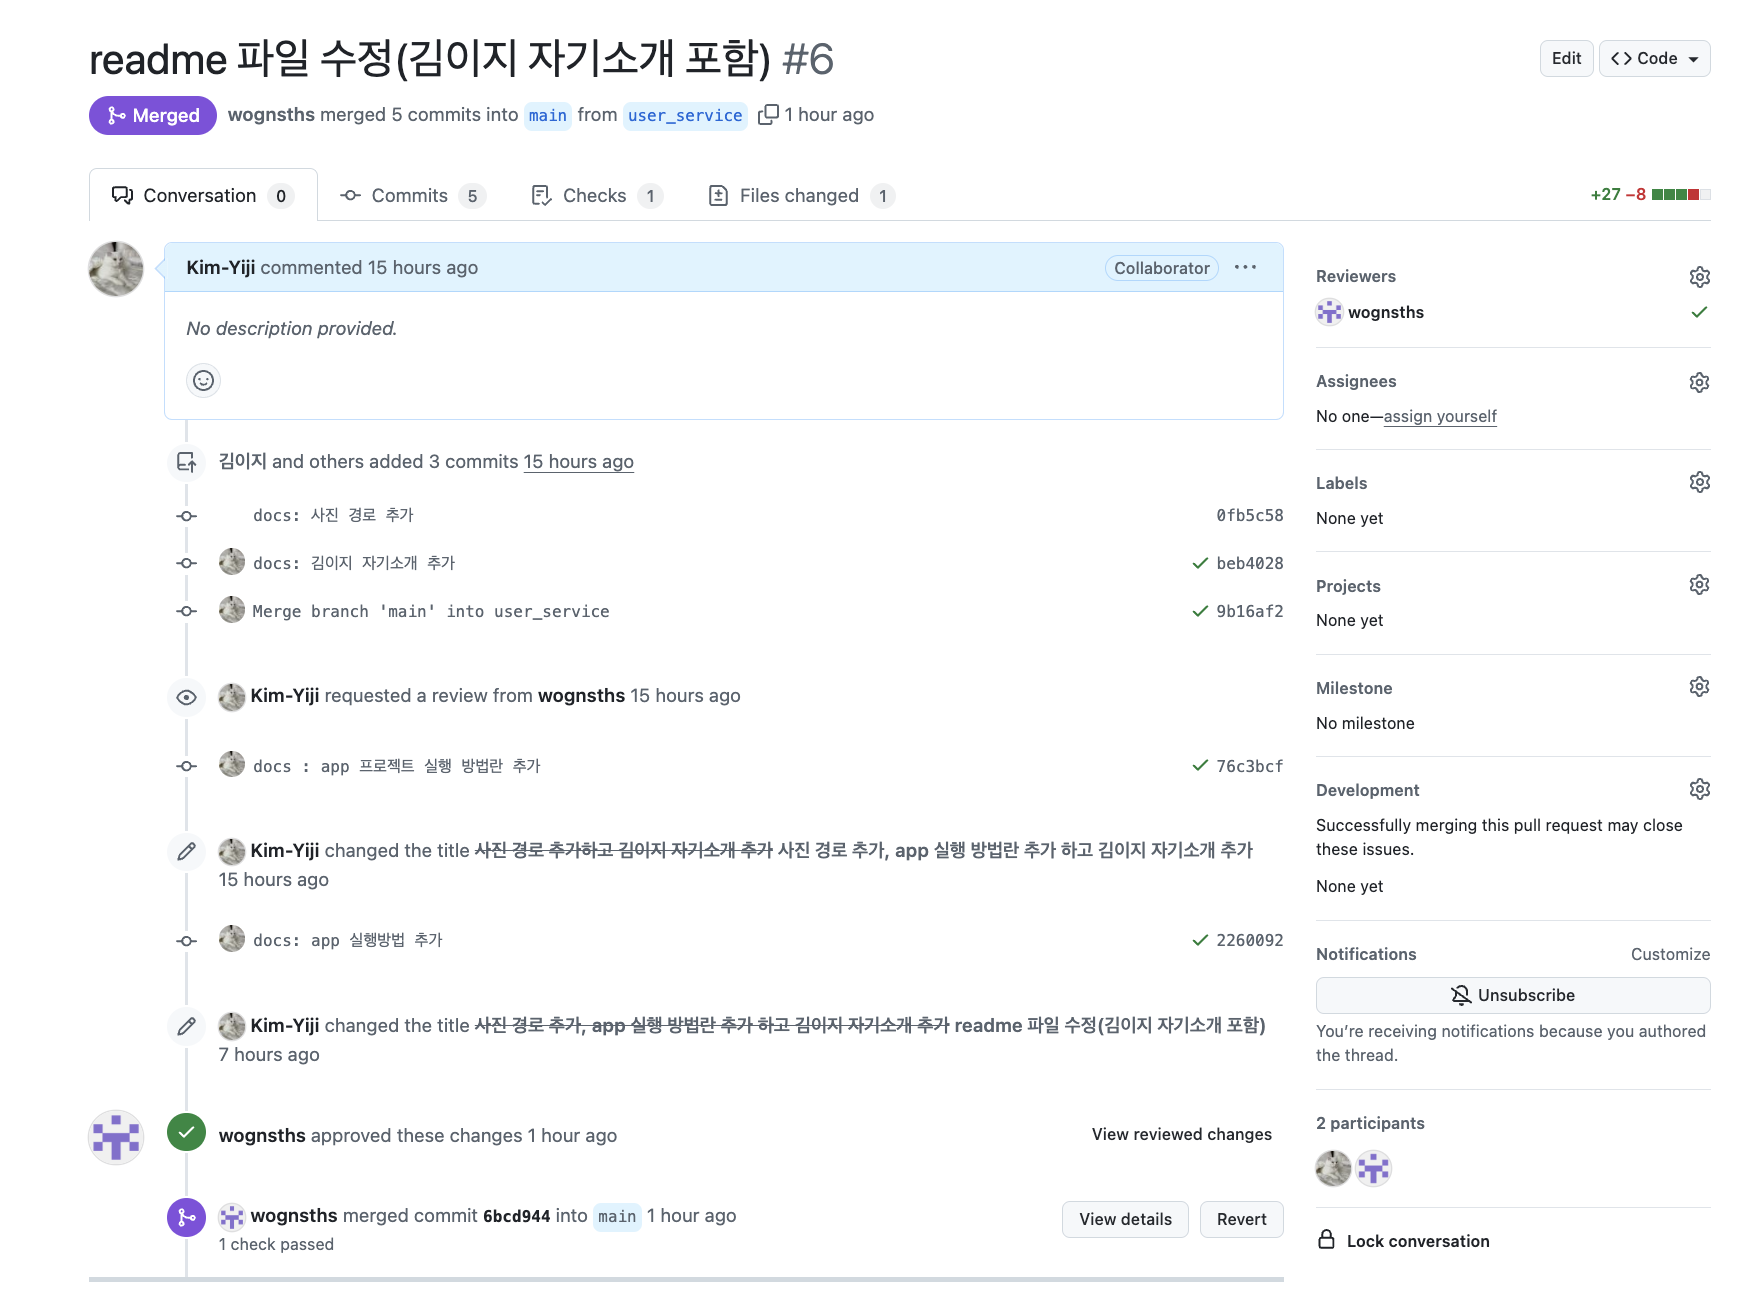 readme 파일 수정(김이지 자기소개 포함) #6
Edit
Code
Merged
wognsths merged 5 commits into main from user_service 1 hour ago
Conversation 0
Commits 5
Checks 1
Files changed 1
+27 −8
Kim-Yiji commented 15 hours ago
Collaborator
No description provided.
김이지 and others added 3 commits 15 hours ago
docs: 사진 경로 추가 0fb5c58
docs: 김이지 자기소개 추가 beb4028
Merge branch 'main' into user_service 9b16af2
Kim-Yiji requested a review from wognsths 15 hours ago
docs : app 프로젝트 실행 방법란 추가 76c3bcf
Kim-Yiji changed the title 사진 경로 추가하고 김이지 자기소개 추가 사진 경로 추가, app 실행 방법란 추가 하고 김이지 자기소개 추가
15 hours ago
docs: app 실행방법 추가 2260092
Kim-Yiji changed the title 사진 경로 추가, app 실행 방법란 추가 하고 김이지 자기소개 추가 readme 파일 수정(김이지 자기소개 포함)
7 hours ago
wognsths approved these changes 1 hour ago
View reviewed changes
wognsths merged commit 6bcd944 into main 1 hour ago
1 check passed
View details
Revert
Reviewers
wognsths
Assignees
No one—assign yourself
Labels
None yet
Projects
None yet
Milestone
No milestone
Development
Successfully merging this pull request may close
these issues.
None yet
Notifications
Customize
Unsubscribe
You’re receiving notifications because you authored
the thread.
2 participants
Lock conversation